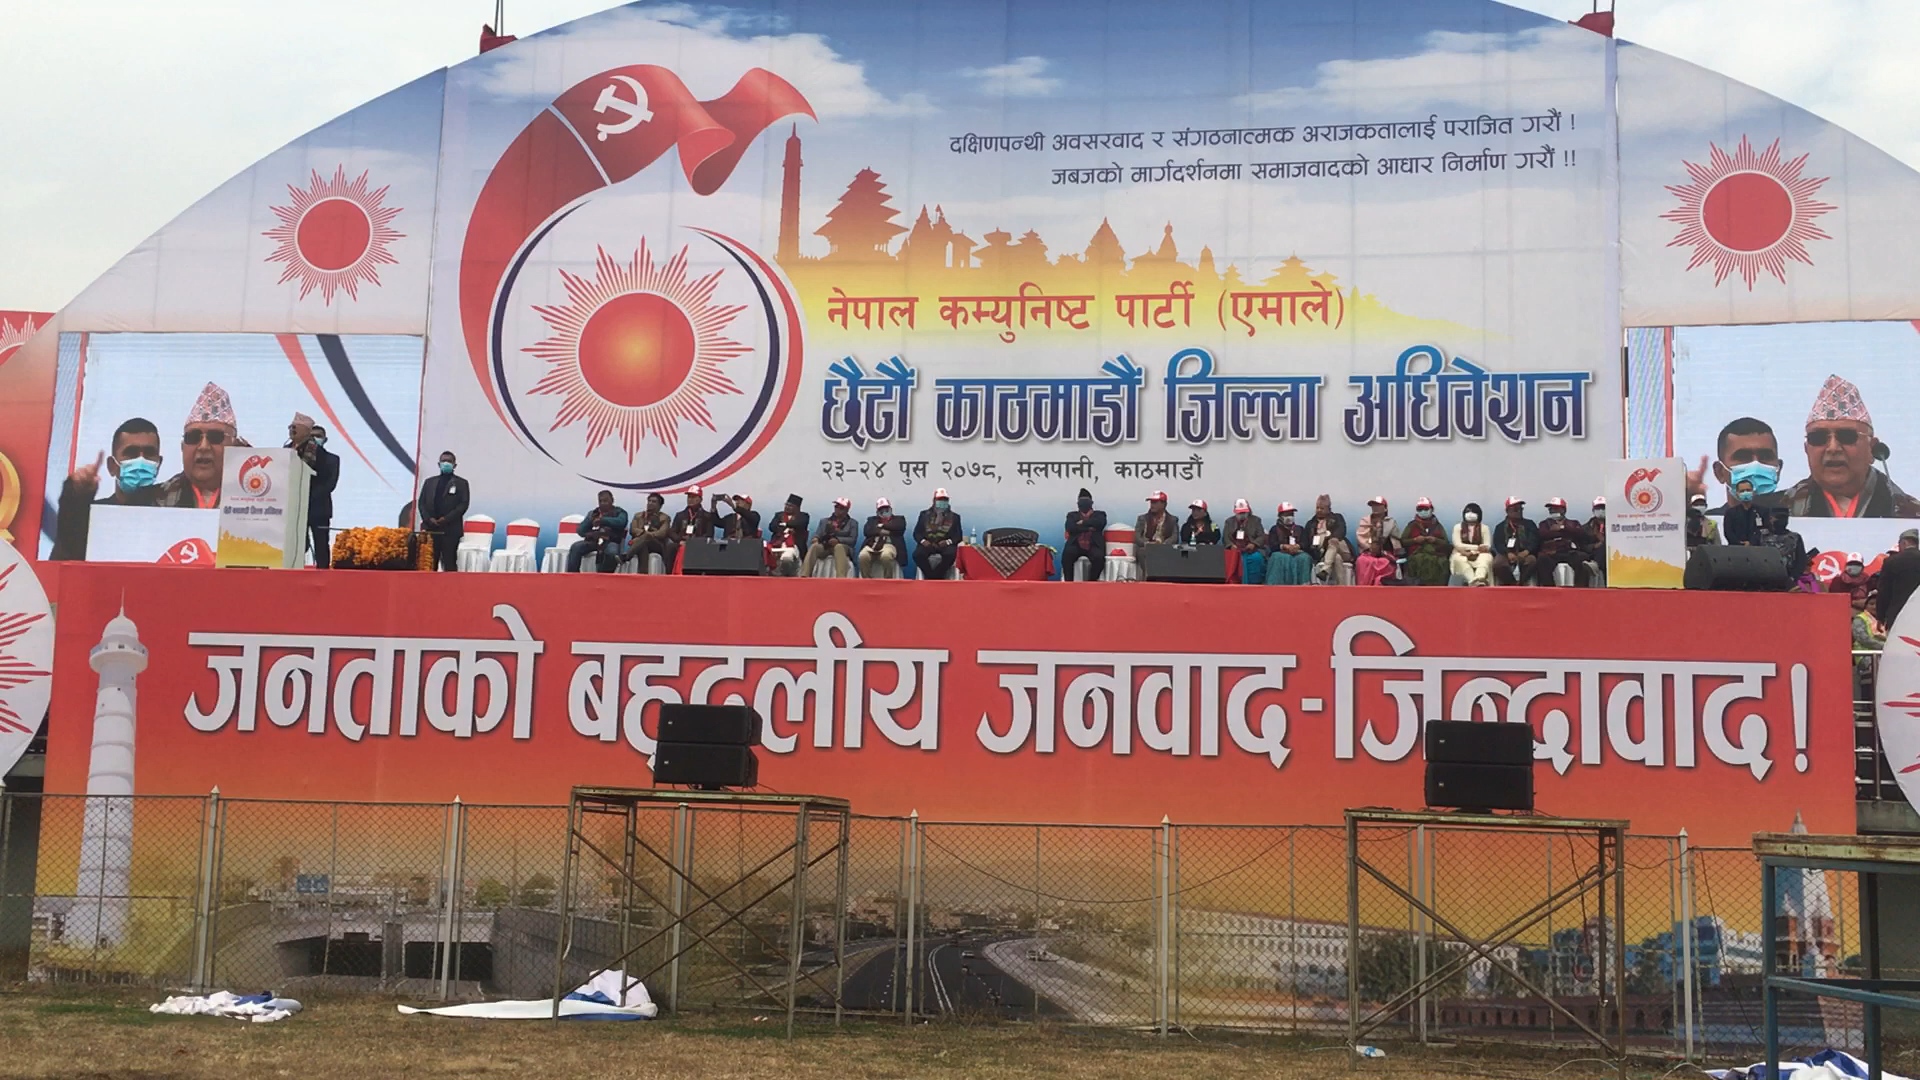 दक्षिणपन्थी अवसरवाद र संगठनात्मक अराजकतालाई पराजित गरौं !
जबजको मार्गदर्शनमा समाजवादको आधार निर्माण गरौं !!
नेपाल कम्युनिष्ट पार्टी (एमाले)
छैटौं काठमाडौं जिल्ला अधिवेशन
२३-२४ पुस २०७८, मूलपानी, काठमाडौं
जनताको बहुदलीय जनवाद-जिन्दावाद!